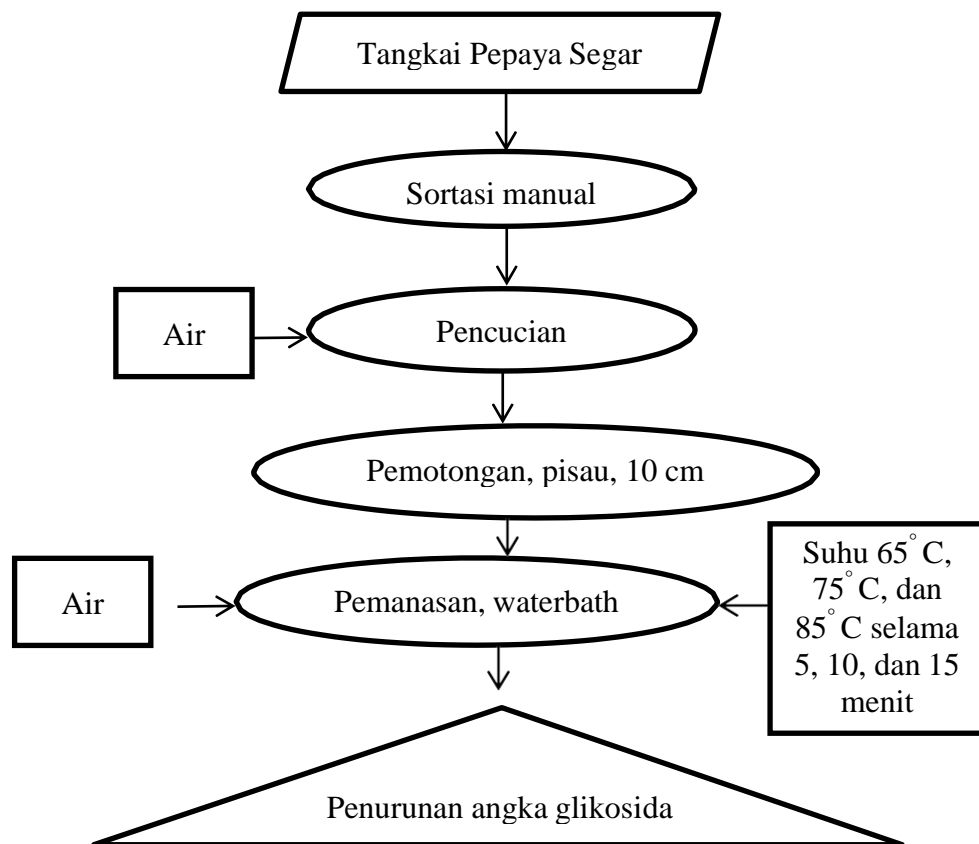 Tangkai Pepaya Segar
Sortasi manual
Air
Pencucian
Pemotongan, pisau, 10 cm
Air
Pemanasan, waterbath
Suhu 65°C,
75°C, dan
85°C selama
5, 10, dan 15
menit
Penurunan angka glikosida